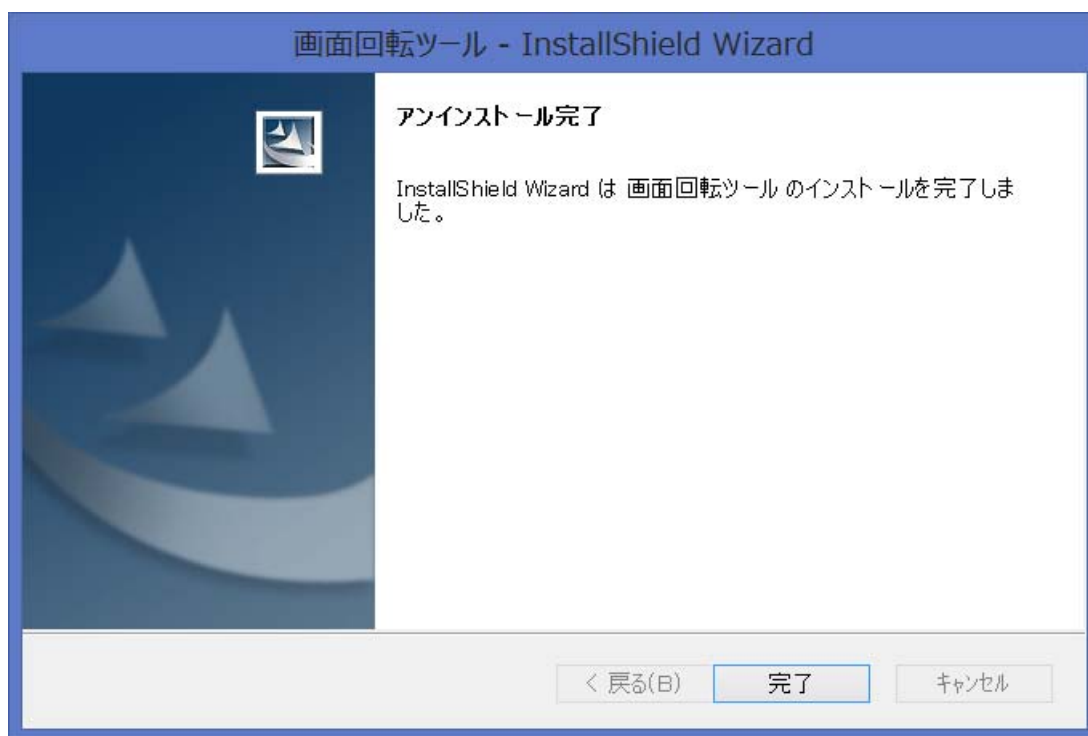 画面回転ツール - InstallShield Wizard
アンインストール完了
InstallShield Wizard は 画面回転ツール のインストールを完了しま
した。
< 戻る(B)
完了
キャンセル